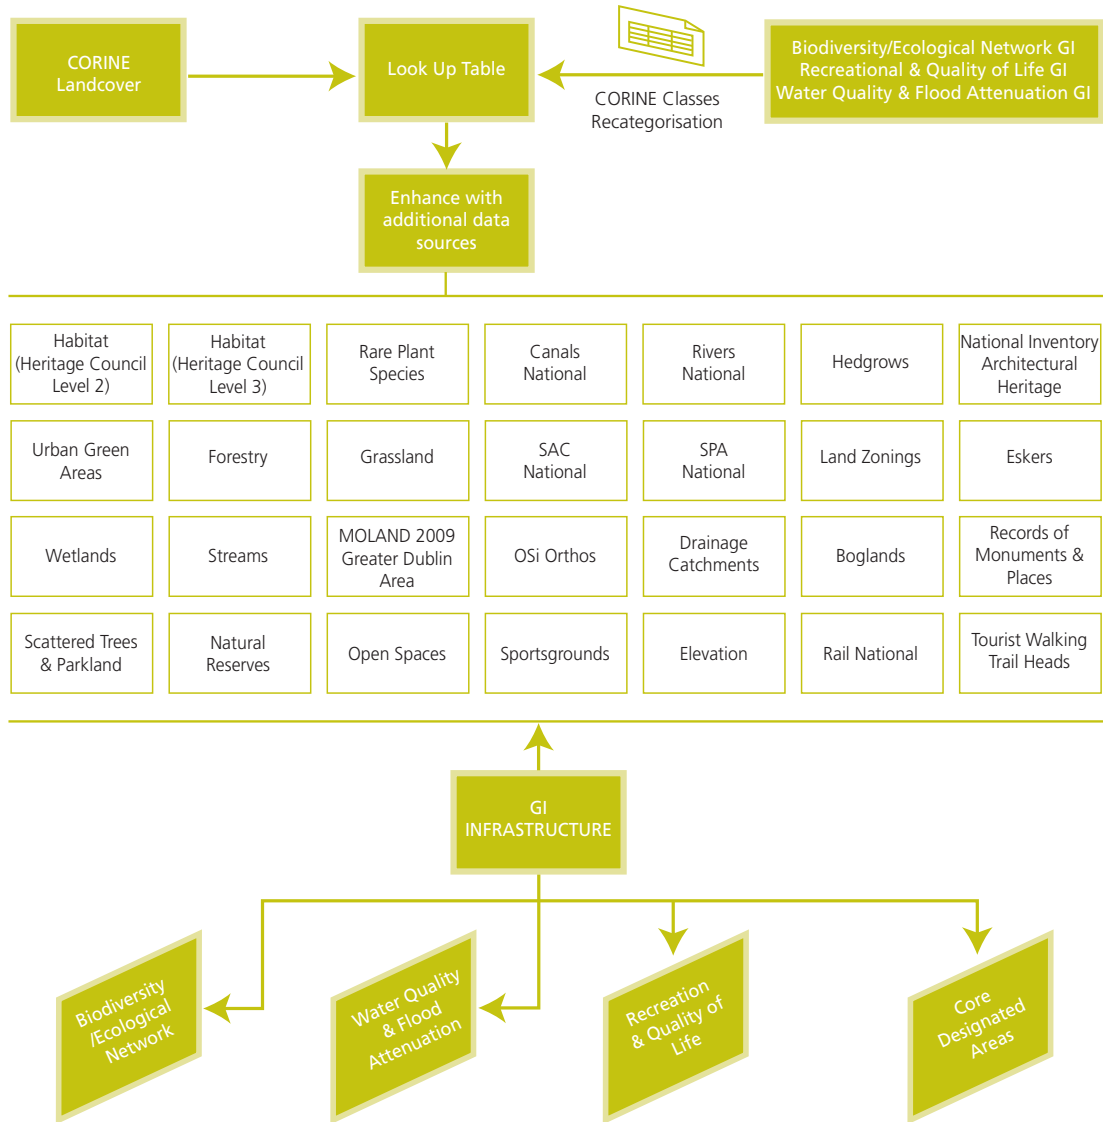 CORINE
Landcover
Look Up Table
CORINE Classes
Recategorisation
Biodiversity/Ecological Network GI
Recreational & Quality of Life GI
Water Quality & Flood Attenuation GI
Enhance with
additional data
sources
Habitat
(Heritage Council
Level 2)
Habitat
(Heritage Council
Level 3)
Rare Plant
Species
Canals
National
Rivers
National
Hedgrows
National Inventory
Architectural
Heritage
Urban Green
Areas
Forestry
Grassland
SAC
National
SPA
National
Land Zonings
Eskers
Wetlands
Streams
MOLAND 2009
Greater Dublin
Area
OSi Orthos
Drainage
Catchments
Boglands
Records of
Monuments &
Places
Scattered Trees
& Parkland
Natural
Reserves
Open Spaces
Sportsgrounds
Elevation
Rail National
Tourist Walking
Trail Heads
GI
INFRASTRUCTURE
Biodiversity
/Ecological
Network
Water Quality
& Flood
Attenuation
Recreation
& Quality of
Life
Core
Designated
Areas